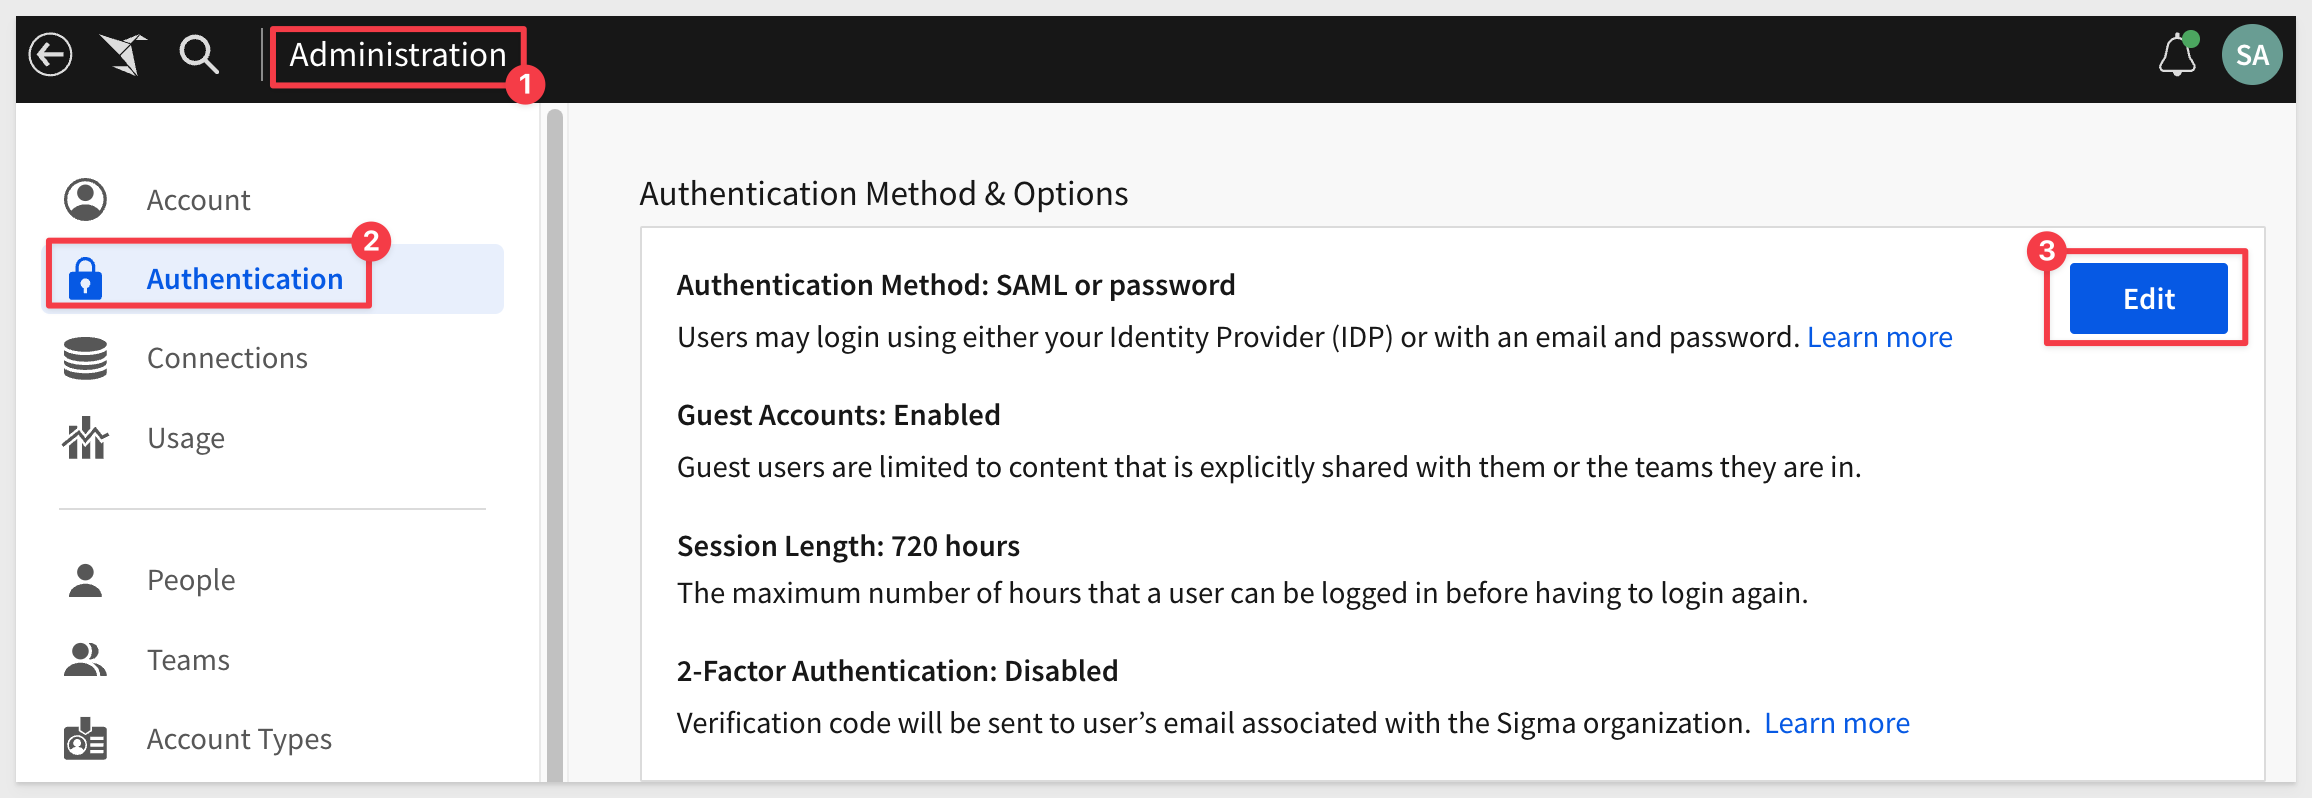 Administration
1
SA
Account
2
Authentication
Connections
Usage
People
Teams
Account Types
Authentication Method & Options
3
Edit
Authentication Method: SAML or password
Users may login using either your Identity Provider (IDP) or with an email and password. Learn more
Guest Accounts: Enabled
Guest users are limited to content that is explicitly shared with them or the teams they are in.
Session Length: 720 hours
The maximum number of hours that a user can be logged in before having to login again.
2-Factor Authentication: Disabled
Verification code will be sent to user’s email associated with the Sigma organization. Learn more